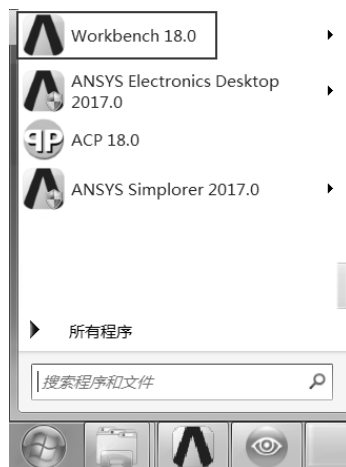 Workbench 18.0
ANSYS Electronics Desktop
2017.0
ACP 18.0
ANSYS Simplorer 2017.0
所有程序
搜索程序和文件